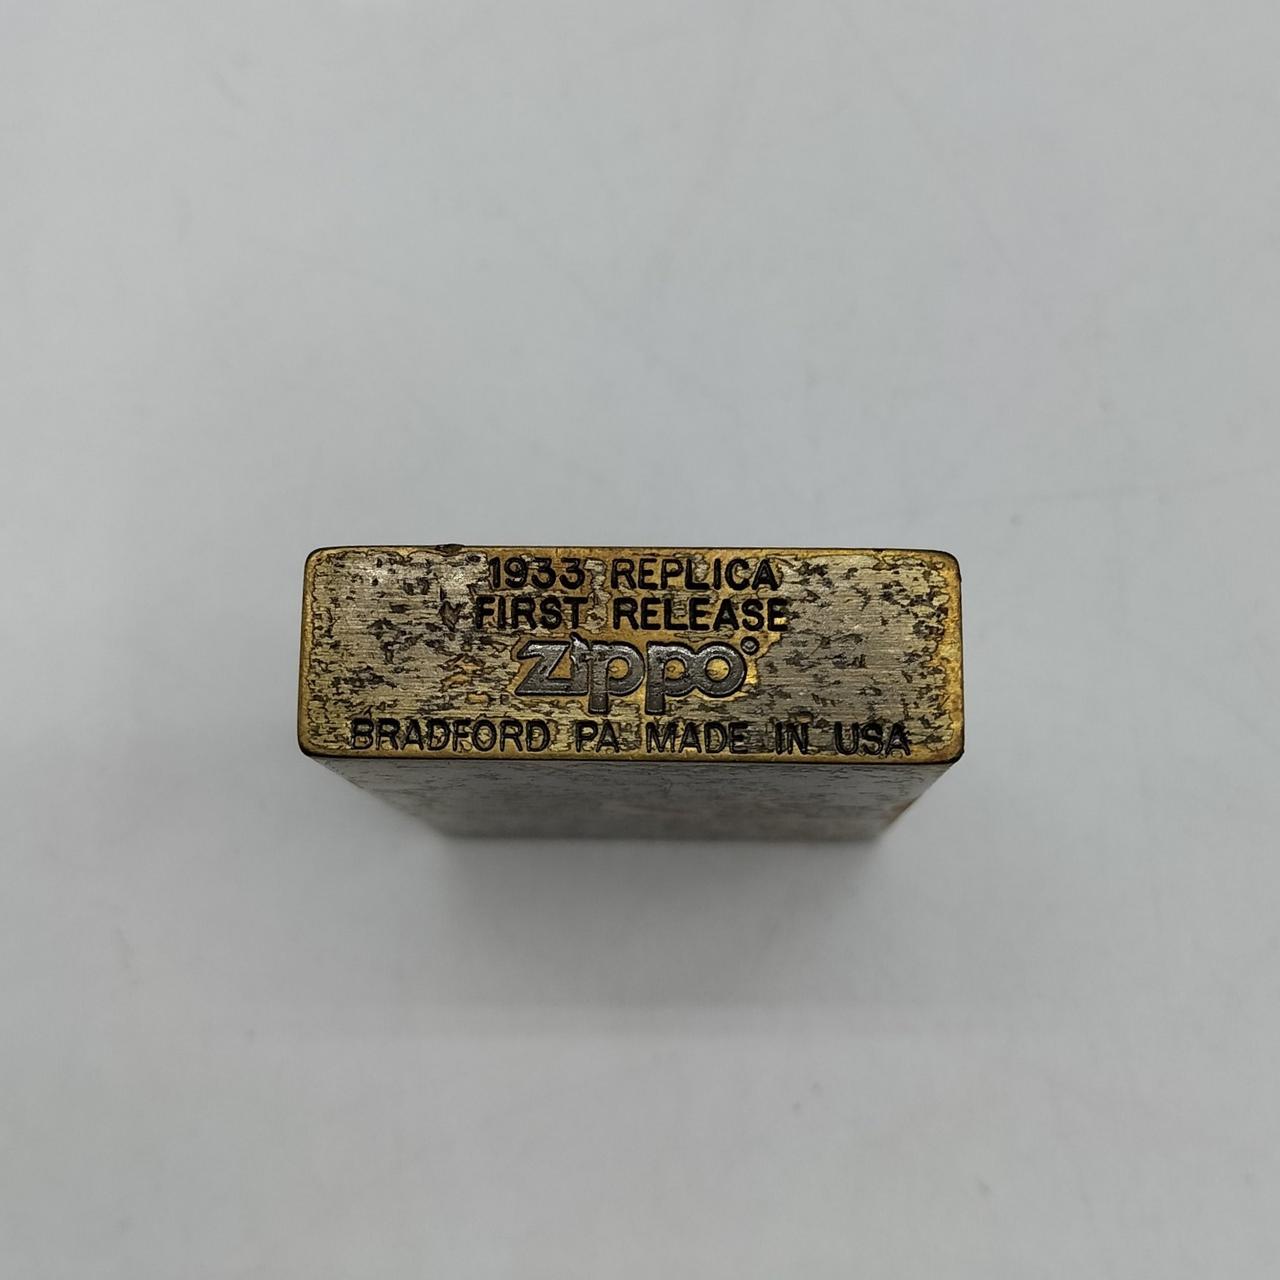 1933 REPLICA
FIRST RELEASE
zippo®
BRADFORD PA MADE IN USA